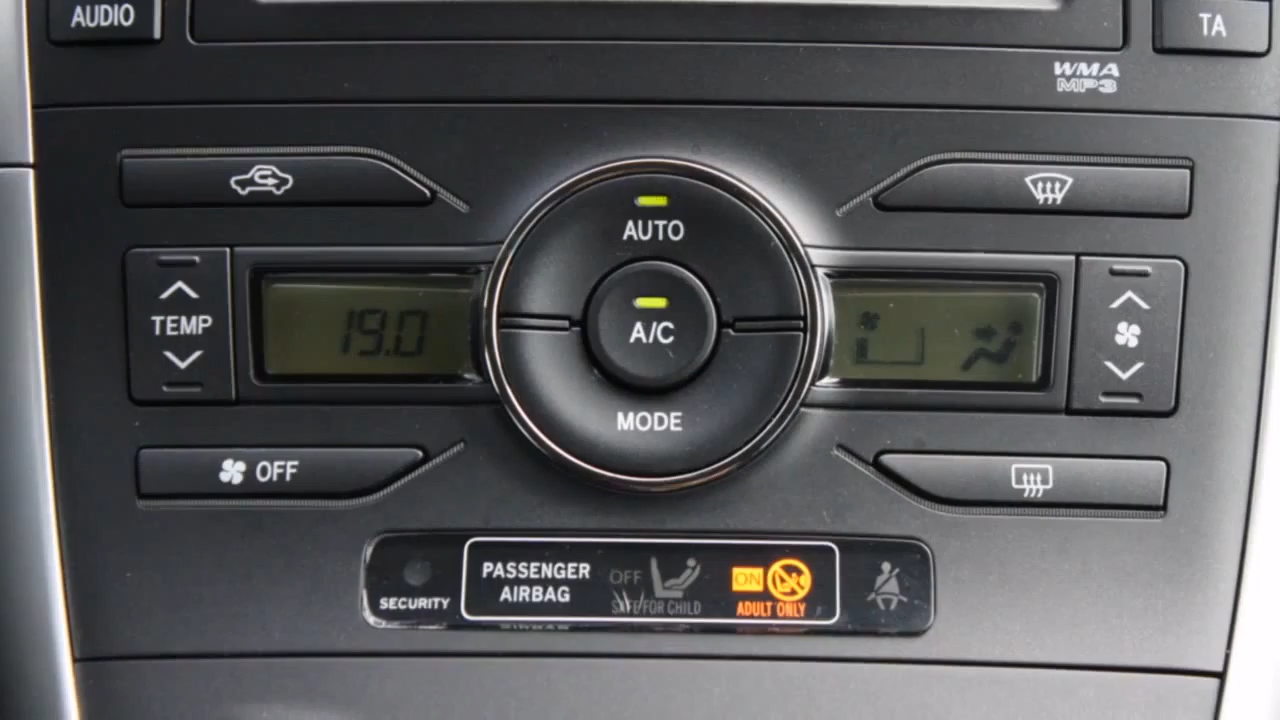 AUDIO
TA
WMA
MP3
AUTO
TEMP
19.0
A/C
MODE
OFF
PASSENGER
AIRBAG
OFF
SAFE FOR CHILD
ON
ADULT ONLY
SECURITY